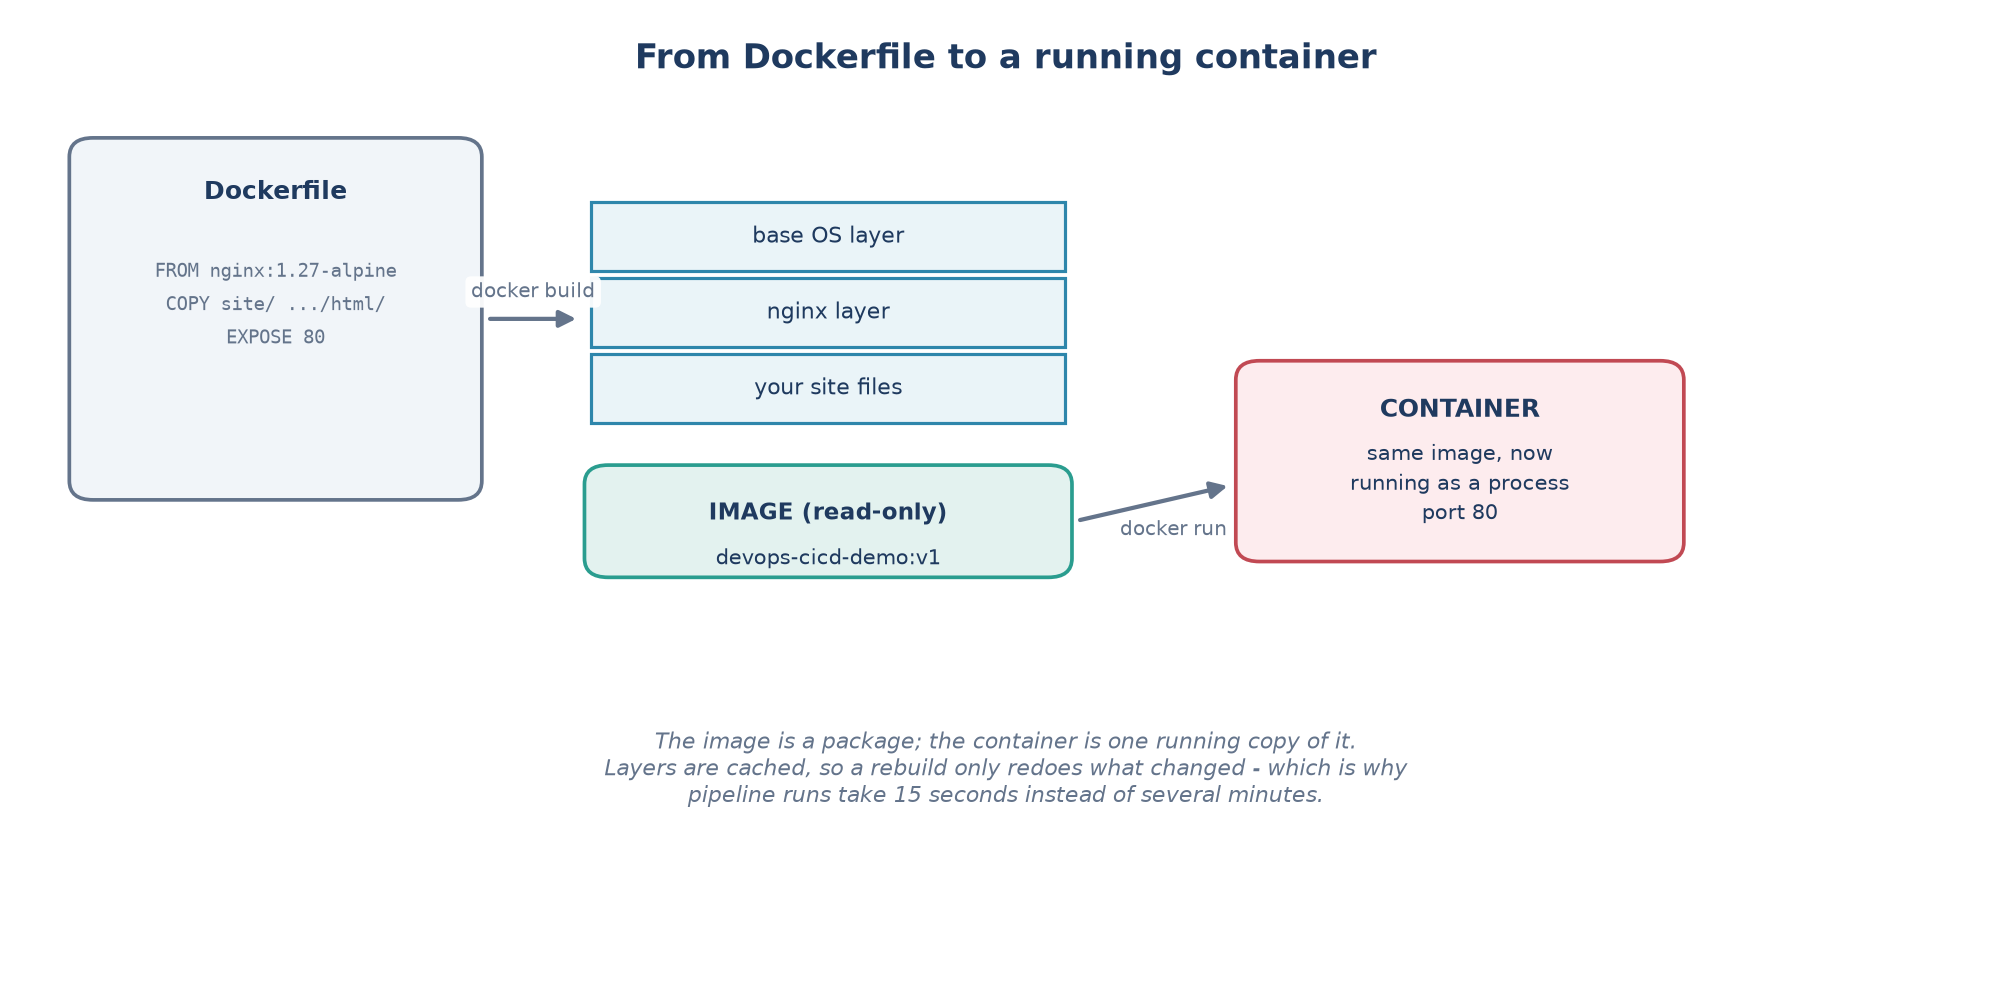 From Dockerfile to a running container
Dockerfile
FROM nginx:1.27-alpine
COPY site/ .../html/
EXPOSE 80
docker build
base OS layer
nginx layer
your site files
IMAGE (read-only)
devops-cicd-demo:v1
docker run
CONTAINER
same image, now
running as a process
port 80
The image is a package; the container is one running copy of it.
Layers are cached, so a rebuild only redoes what changed - which is why
pipeline runs take 15 seconds instead of several minutes.